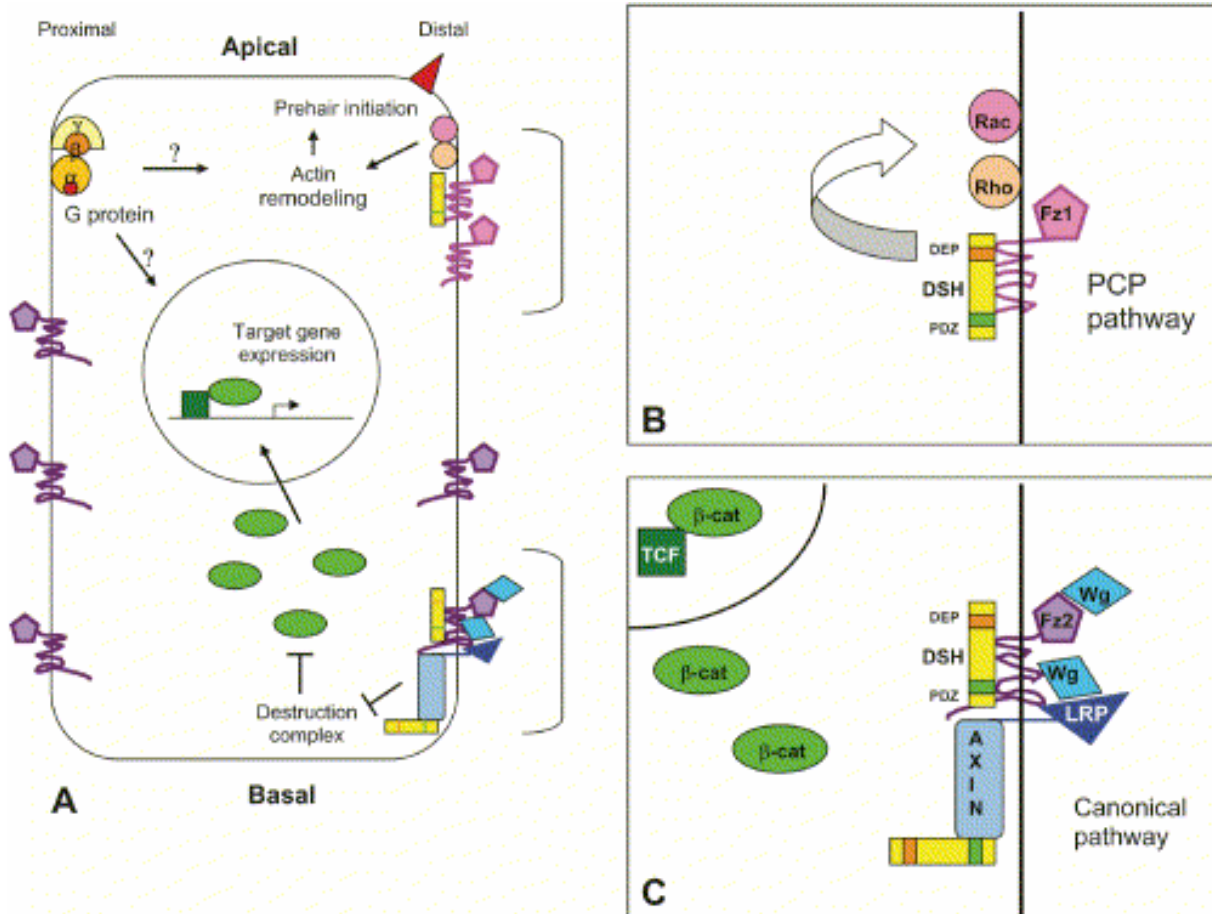 Proximal
Distal
Apical
Prehair initiation
γ
β
α
?
Actin
remodeling
G protein
?
Target gene
expression
Destruction
complex
A
Basal
Rac
Rho
Fz1
DEP
DSH
PDZ
PCP
pathway
B
β-cat
TCF
Wg
DEP
Fz2
DSH
β-cat
Wg
PDZ
LRP
β-cat
A
X
I
N
Canonical
pathway
C